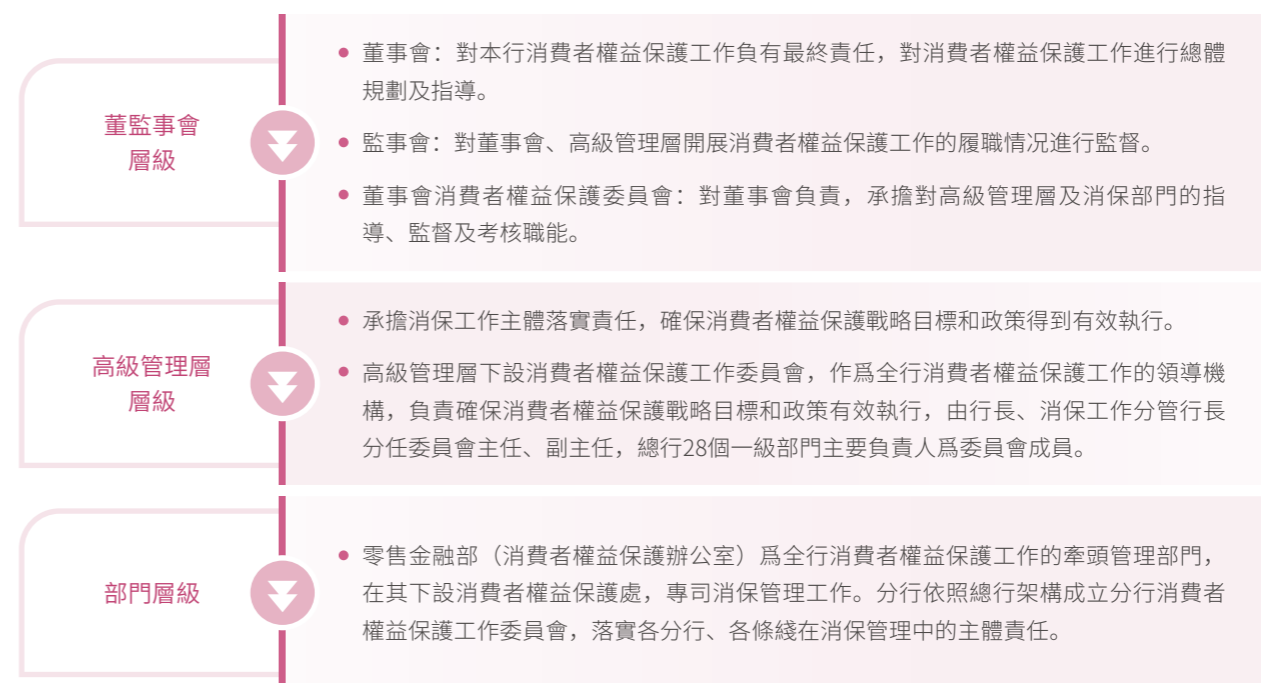 董監事會
層級
● 董事會：對本行消費者權益保護工作負有最終責任，對消費者權益保護工作進行總體
規劃及指導。
● 監事會：對董事會、高級管理層開展消費者權益保護工作的履職情况進行監督。
● 董事會消費者權益保護委員會：對董事會負責，承擔對高級管理層及消保部門的指
導、監督及考核職能。
高級管理層
層級
● 承擔消保工作主體落實責任，確保消費者權益保護戰略目標和政策得到有效執行。
● 高級管理層下設消費者權益保護工作委員會，作爲全行消費者權益保護工作的領導機
構，負責確保消費者權益保護戰略目標和政策有效執行，由行長、消保工作分管行長
分任委員會主任、副主任，總行28個一級部門主要負責人爲委員會成員。
部門層級
● 零售金融部（消費者權益保護辦公室）爲全行消費者權益保護工作的牽頭管理部門，
在其下設消費者權益保護處，專司消保管理工作。分行依照總行架構成立分行消費者
權益保護工作委員會，落實各分行、各條綫在消保管理中的主體責任。